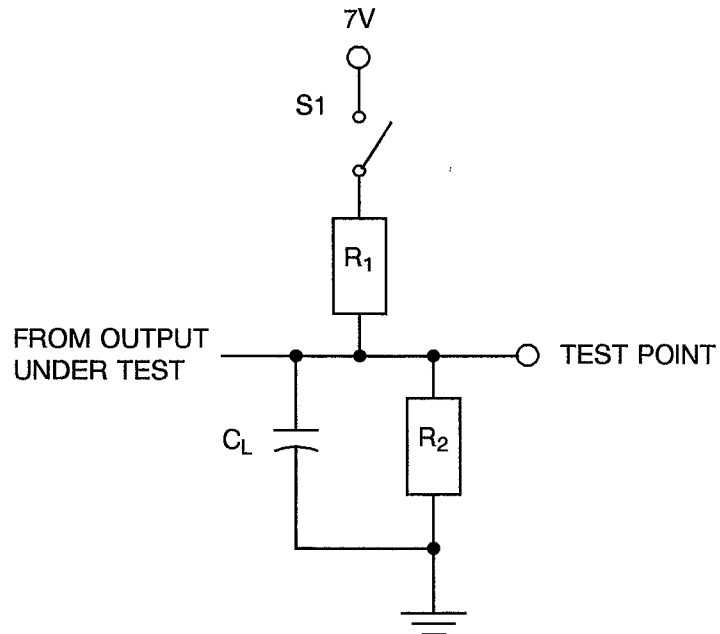 7V
S1
R1
FROM OUTPUT
UNDER TEST
TEST POINT
CL
R2